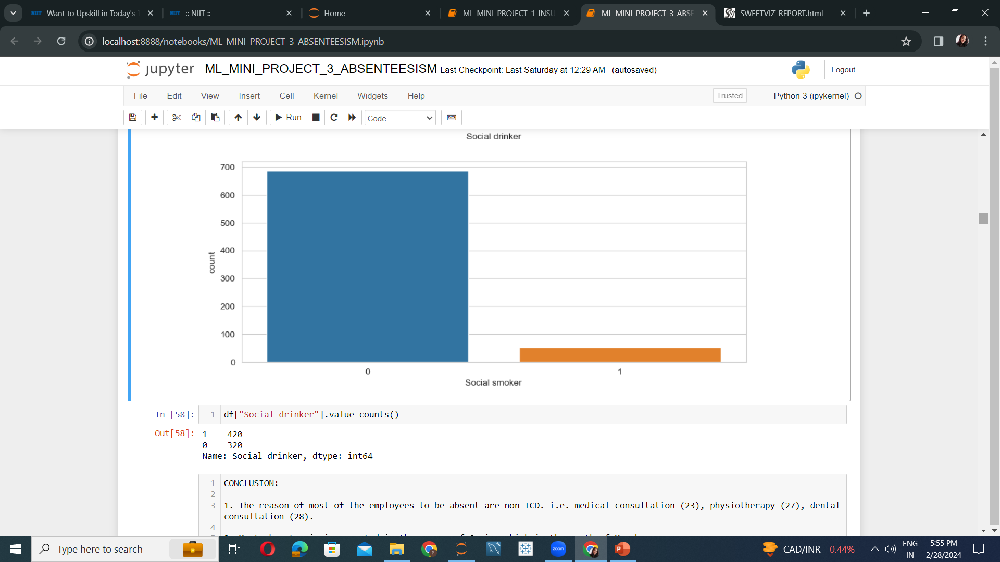 Want to Upskill in Today's
:: NIIT ::
Home
ML_MINI_PROJECT_1_INSU
ML_MINI_PROJECT_3_ABSE
SWEETVIZ_REPORT.html
localhost:8888/notebooks/ML_MINI_PROJECT_3_ABSENTEESISM.ipynb
jupyter ML_MINI_PROJECT_3_ABSENTEESISM Last Checkpoint: Last Saturday at 12:29 AM (autosaved)
Logout
File Edit View Insert Cell Kernel Widgets Help
Trusted
Python 3 (ipykernel)
Run
Code
Social drinker
700
600
500
400
300
200
100
0
count
0 1
Social smoker
In [58]: 1 df["Social drinker"].value_counts()
Out[58]: 1 420
0 320
Name: Social drinker, dtype: int64
1 CONCLUSION:
2
3 1. The reason of most of the employees to be absent are non ICD. i.e. medical consultation (23), physiotherapy (27), dental
consultation (28).
4
Type here to search
zoom
CAD/INR -0.44%
ENG
IN
5:55 PM
2/28/2024